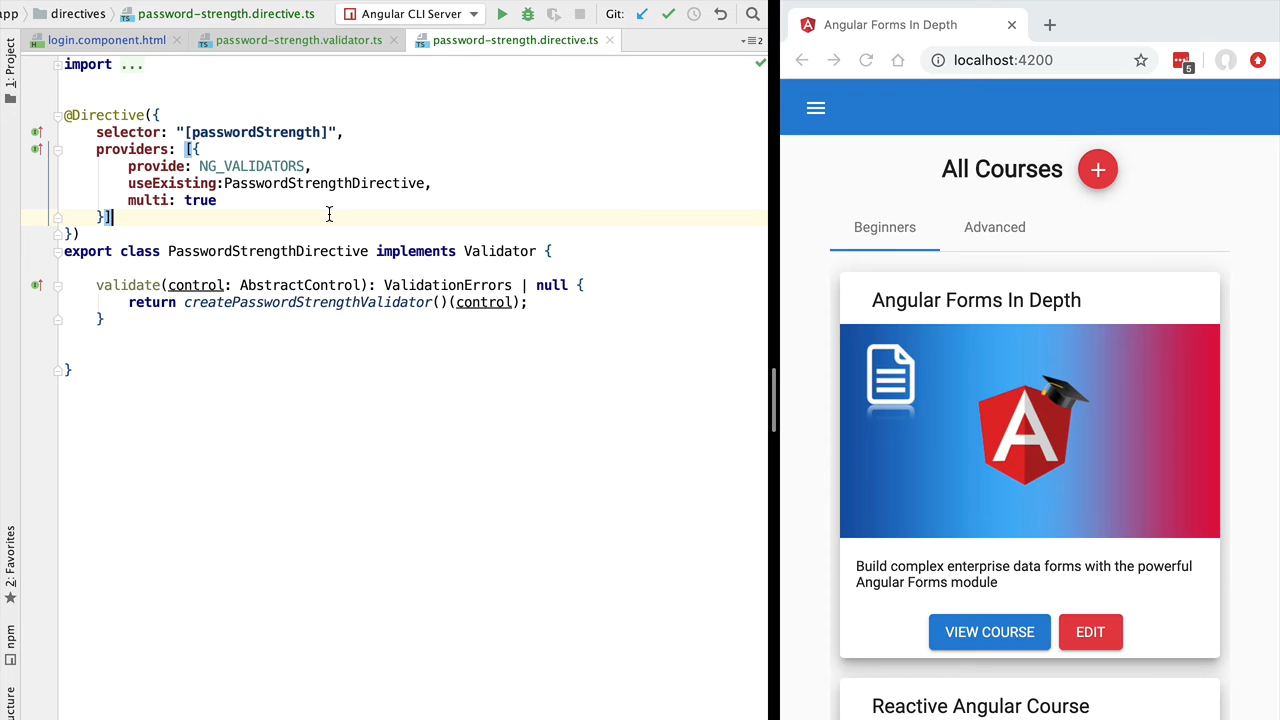 app directives password-strength.directive.ts Angular CLI Server Git:
login.component.html password-strength.validator.ts password-strength.directive.ts 2
1: Project
2: Favorites
npm
ucture
import ...
@Directive({
selector: "[passwordStrength]",
providers: [{
provide: NG_VALIDATORS,
useExisting:PasswordStrengthDirective,
multi: true
}]
})
export class PasswordStrengthDirective implements Validator {
validate(control: AbstractControl): ValidationErrors | null {
return createPasswordStrengthValidator()(control);
}
}
Angular Forms In Depth
localhost:4200
5
All Courses +
Beginners Advanced
Angular Forms In Depth
A
Build complex enterprise data forms with the powerful
Angular Forms module
VIEW COURSE EDIT
Reactive Angular Course